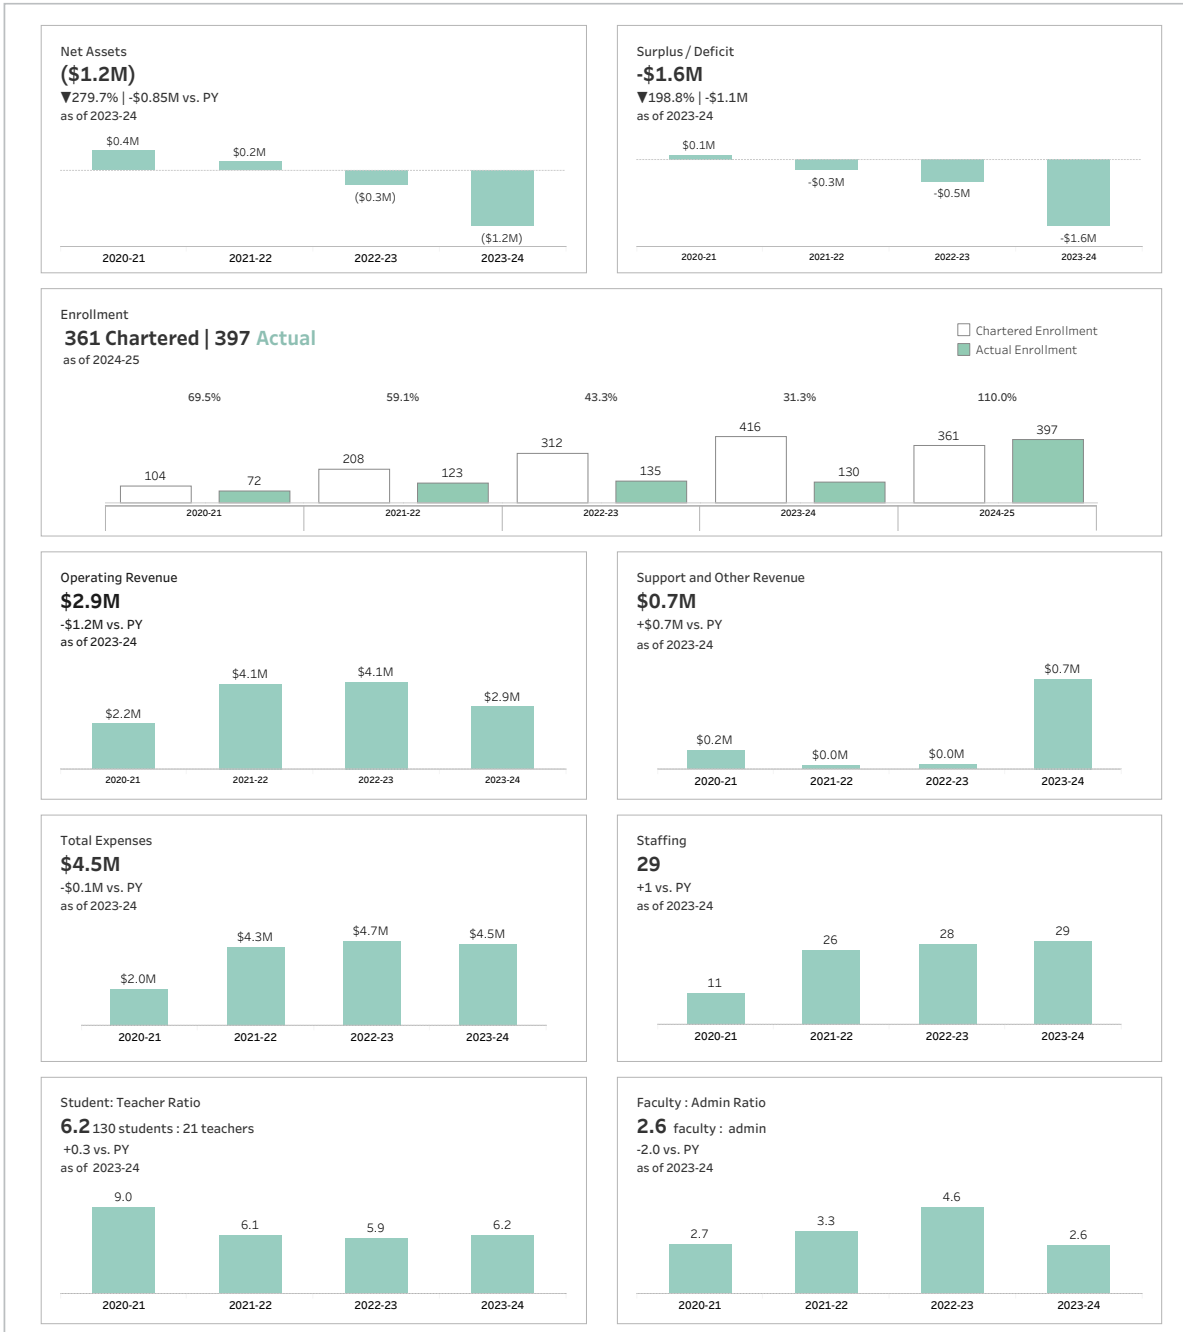 Net Assets
($1.2M)
▼279.7% | -$0.85M vs. PY
as of 2023-24
$0.4M
$0.2M
($0.3M)
($1.2M)
2020-21 2021-22 2022-23 2023-24
Surplus / Deficit
-$1.6M
▼198.8% | -$1.1M
as of 2023-24
$0.1M
-$0.3M
-$0.5M
-$1.6M
2020-21 2021-22 2022-23 2023-24
Enrollment
361 Chartered | 397 Actual
as of 2024-25
Chartered Enrollment
Actual Enrollment
69.5% 59.1% 43.3% 31.3% 110.0%
104 72 208 123 312 135 416 130 361 397
2020-21 2021-22 2022-23 2023-24 2024-25
Operating Revenue
$2.9M
-$1.2M vs. PY
as of 2023-24
$2.2M $4.1M $4.1M $2.9M
2020-21 2021-22 2022-23 2023-24
Support and Other Revenue
$0.7M
+$0.7M vs. PY
as of 2023-24
$0.2M $0.0M $0.0M $0.7M
2020-21 2021-22 2022-23 2023-24
Total Expenses
$4.5M
-$0.1M vs. PY
as of 2023-24
$2.0M $4.3M $4.7M $4.5M
2020-21 2021-22 2022-23 2023-24
Staffing
29
+1 vs. PY
as of 2023-24
11 26 28 29
2020-21 2021-22 2022-23 2023-24
Student: Teacher Ratio
6.2 130 students : 21 teachers
+0.3 vs. PY
as of 2023-24
9.0 6.1 5.9 6.2
2020-21 2021-22 2022-23 2023-24
Faculty : Admin Ratio
2.6 faculty : admin
-2.0 vs. PY
as of 2023-24
2.7 3.3 4.6 2.6
2020-21 2021-22 2022-23 2023-24